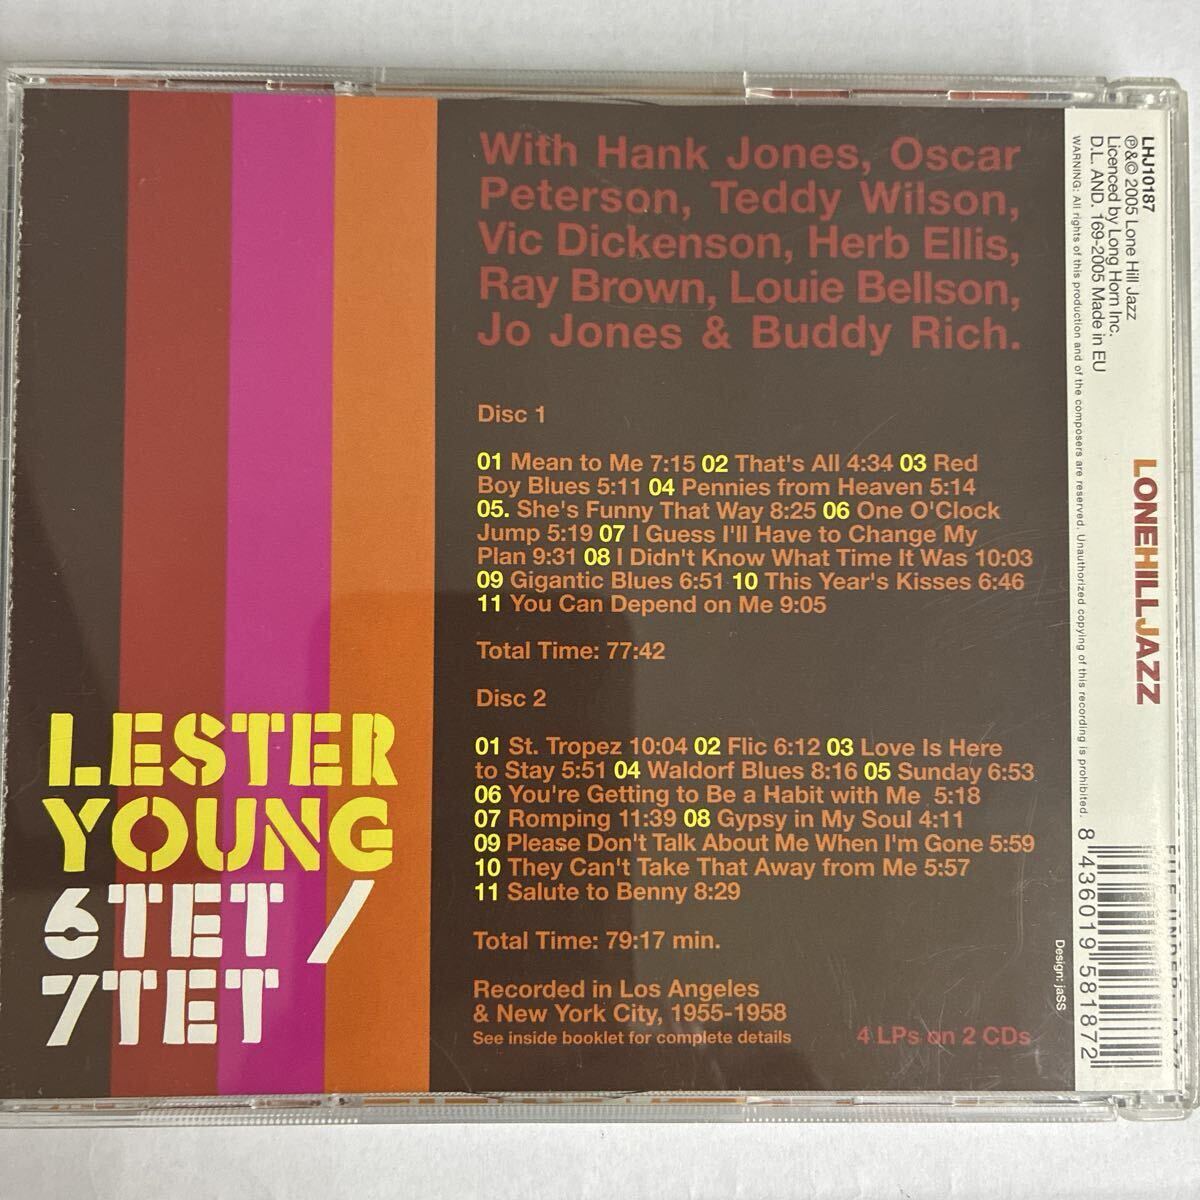 With Hank Jones, Oscar
Peterson, Teddy Wilson,
Vic Dickenson, Herb Ellis,
Ray Brown, Louie Bellson,
Jo Jones & Buddy Rich.
Disc 1
01 Mean to Me 7:15 02 That's All 4:34 03 Red
Boy Blues 5:11 04 Pennies from Heaven 5:14
05. She's Funny That Way 8:25 06 One O'Clock
Jump 5:19 07 I Guess I'll Have to Change My
Plan 9:31 08 I Didn't Know What Time It Was 10:03
09 Gigantic Blues 6:51 10 This Year's Kisses 6:46
11 You Can Depend on Me 9:05
Total Time: 77:42
Disc 2
01 St. Tropez 10:04 02 Flic 6:12 03 Love Is Here
to Stay 5:51 04 Waldorf Blues 8:16 05 Sunday 6:53
06 You're Getting to Be a Habit with Me 5:18
07 Romping 11:39 08 Gypsy in My Soul 4:11
09 Please Don't Talk About Me When I'm Gone 5:59
10 They Can't Take That Away from Me 5:57
11 Salute to Benny 8:29
Total Time: 79:17 min.
Recorded in Los Angeles
& New York City, 1955-1958
See inside booklet for complete details
4 LPs on 2 CDs
LESTER
YOUNG
6TET /
7TET
LHJ10187
℗&© 2005 Lone Hill Jazz
Licenced by Long Horn Inc.
D.L. AND. 169-2005 Made in EU
WARNING: All rights of this production and of the composers are reserved. Unauthorized copying of this recording is prohibited.
LONEHILLJAZZ
8 436019 581872
Design: jaSS